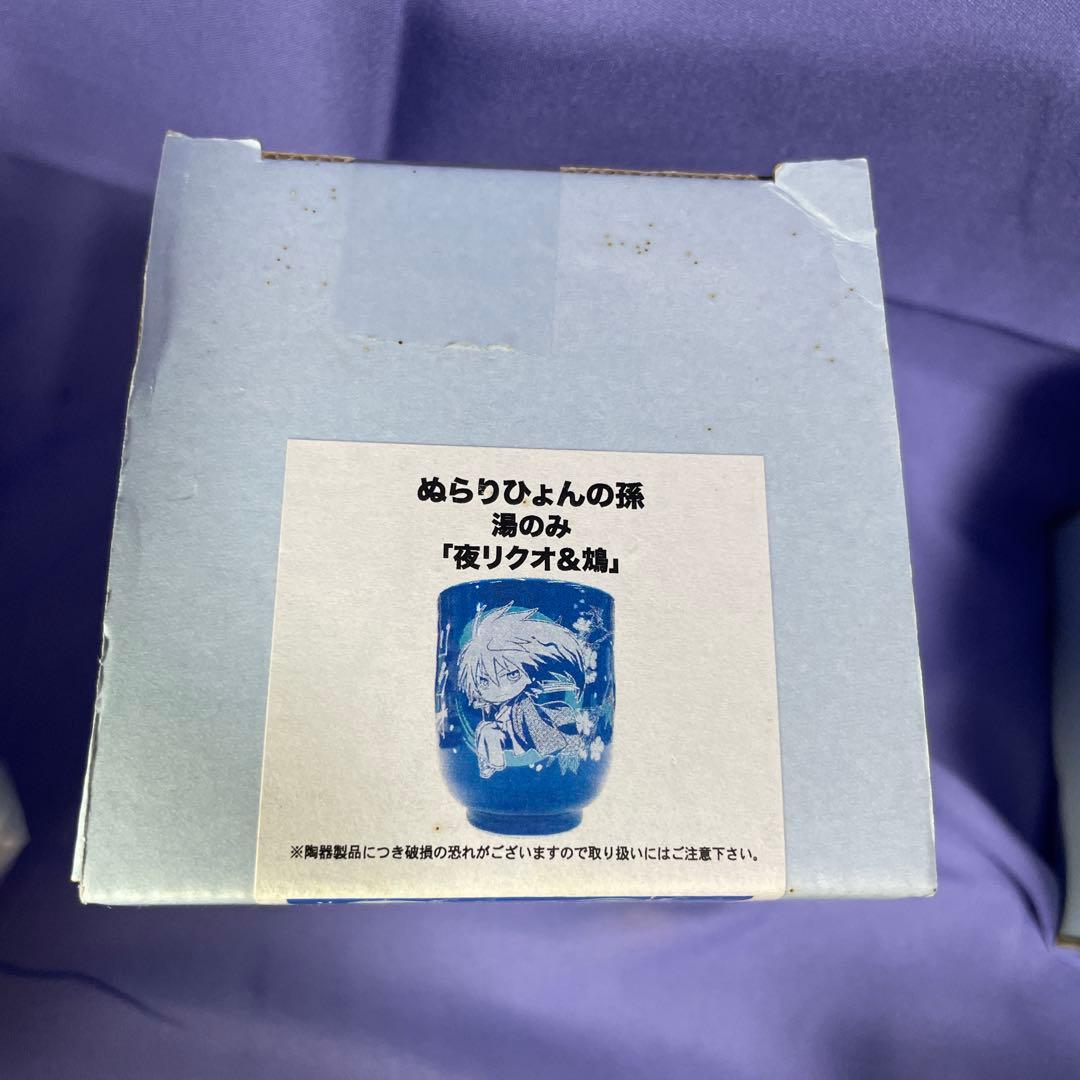 ぬらりひょんの孫
湯のみ
「夜リクオ&鴆」
※陶器製品につき破損の恐れがございますので取り扱いにはご注意下さい。